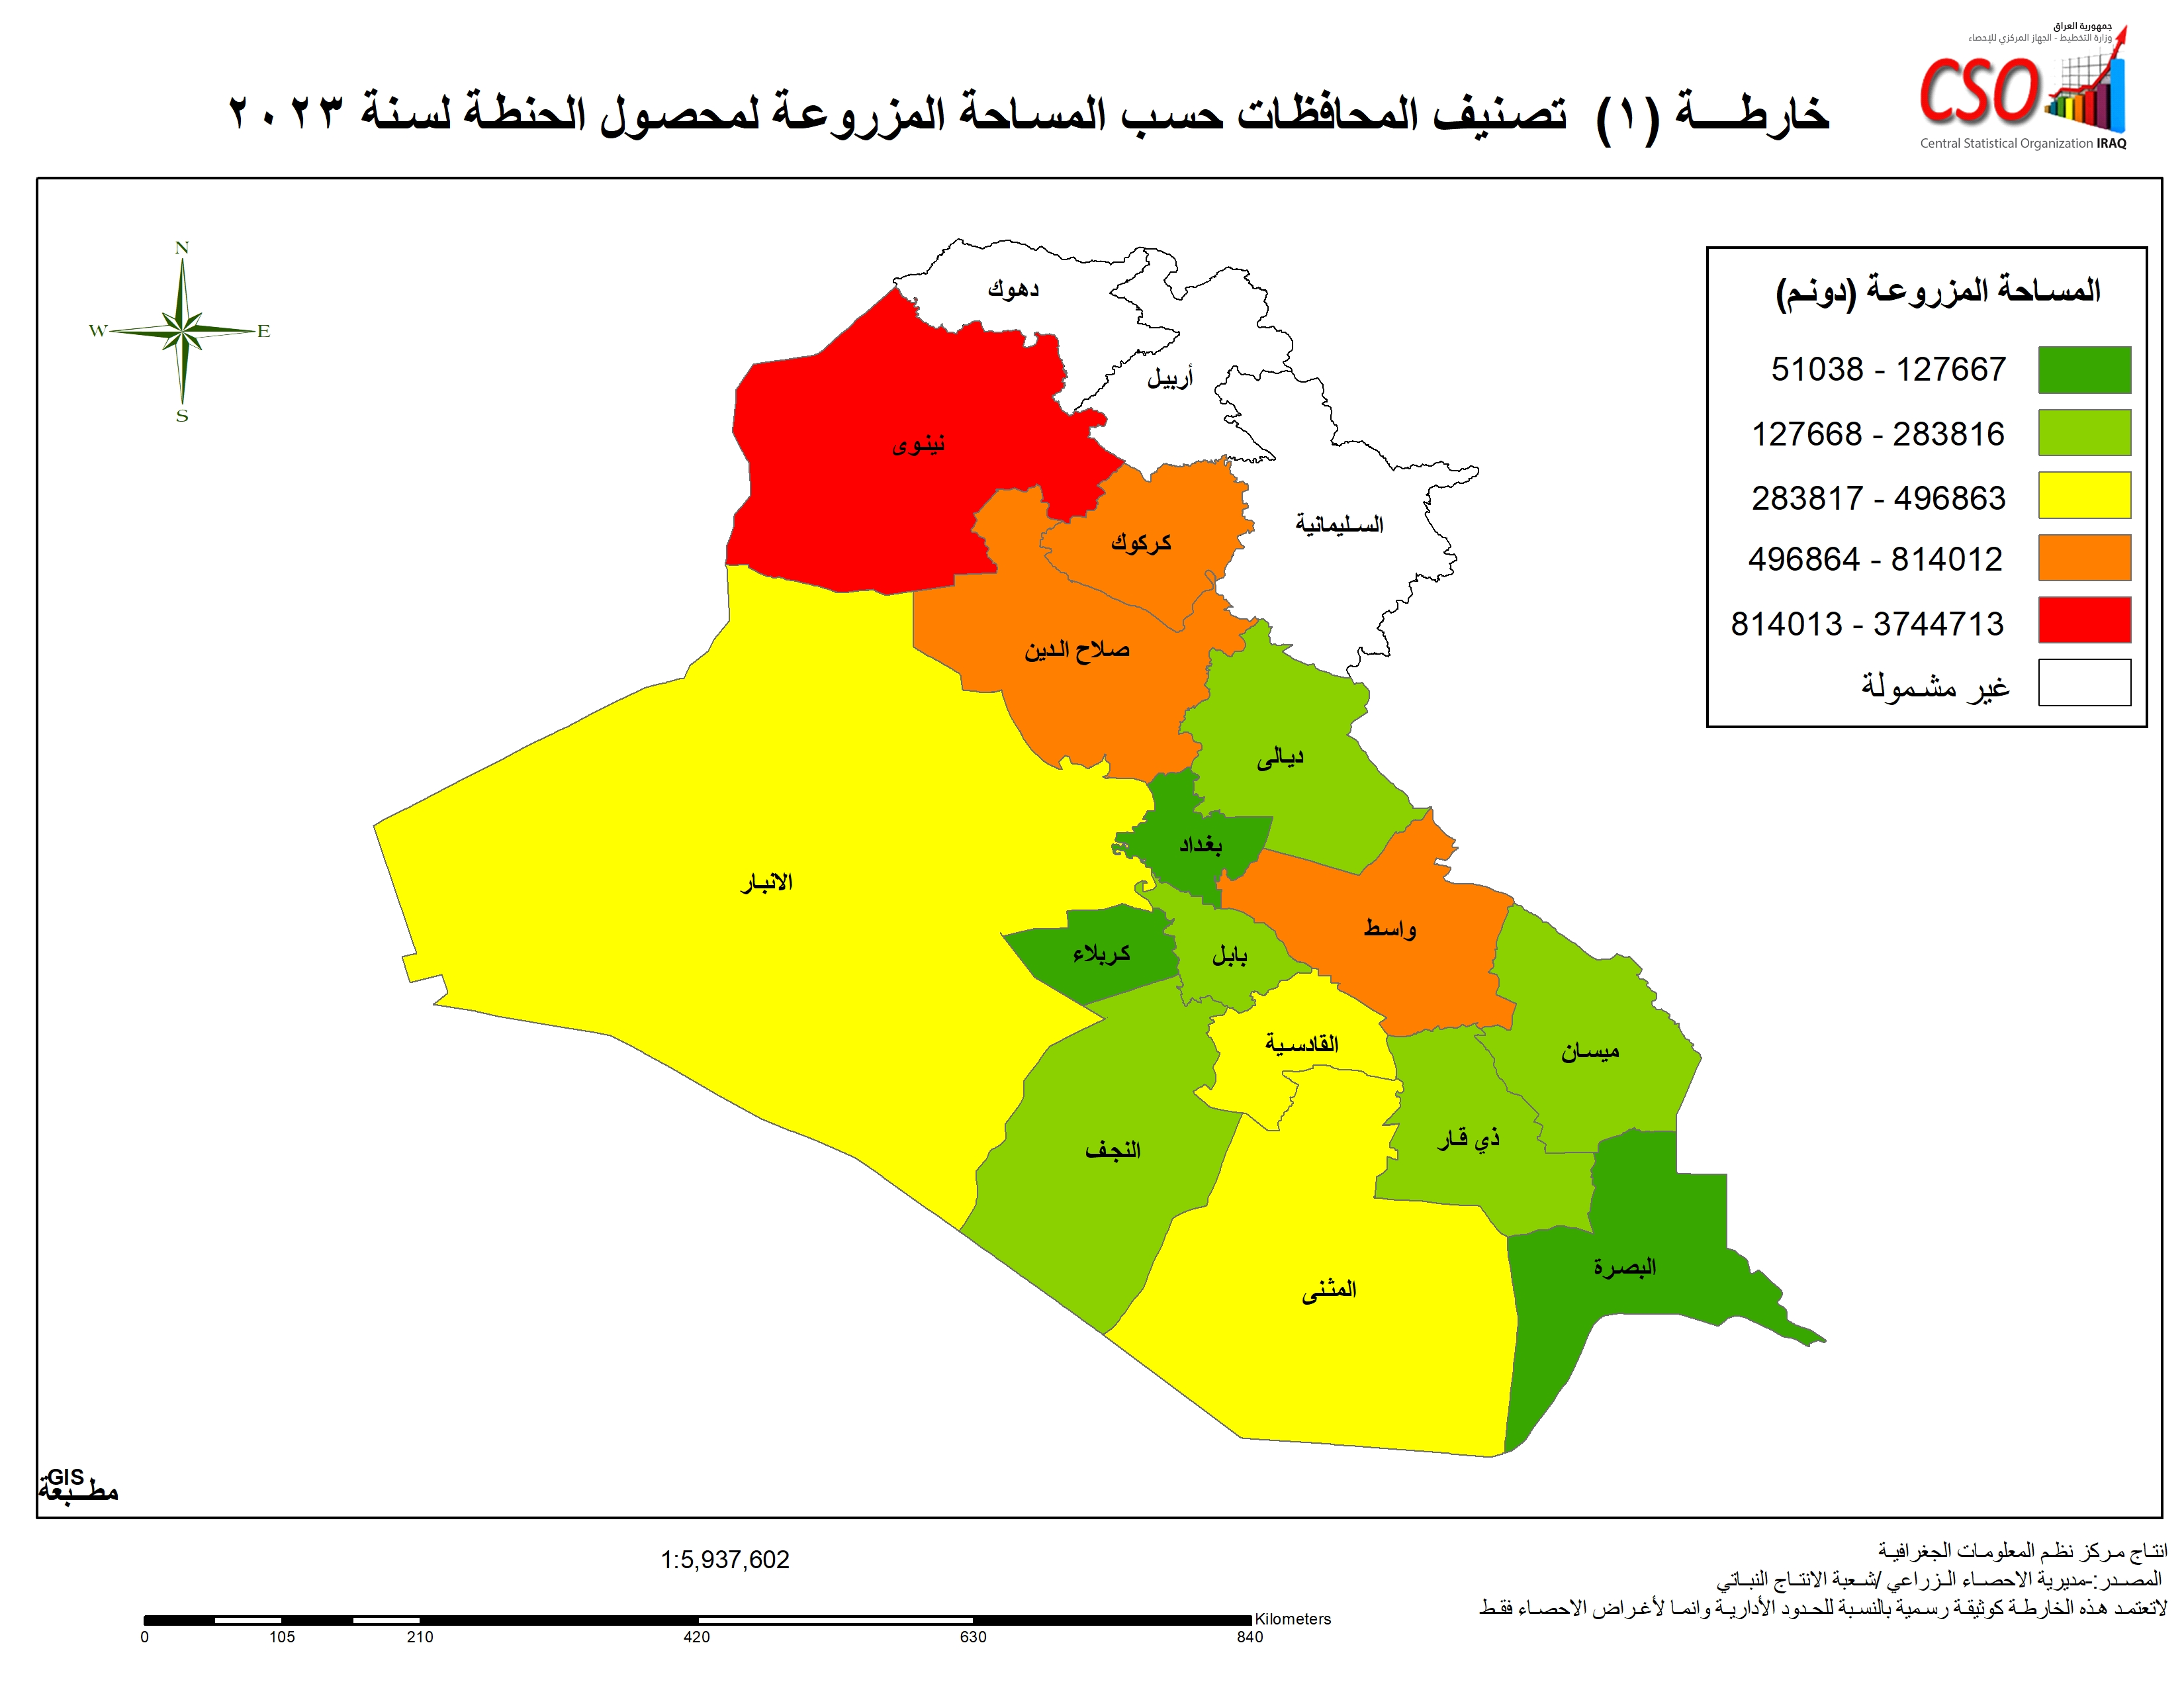 جمهورية العراق
وزارة التخطيط - الجهاز المركزي للإحصاء
CSO
Central Statistical Organization IRAQ
خارطة (١) تصنيف المحافظات حسب المساحة المزروعة لمحصول الحنطة لسنة ٢٠٢٣
N
W E
S
المساحة المزروعة (دونم)
51038 - 127667
127668 - 283816
283817 - 496863
496864 - 814012
814013 - 3744713
غير مشمولة
دهوك
أربيل
نينوى
السليمانية
كركوك
صلاح الدين
ديالى
بغداد
الانبار
واسط
كربلاء
بابل
القادسية
ميسان
ذي قار
النجف
البصرة
المثنى
GIS
مطبعة
1:5,937,602
Kilometers
0 105 210 420 630 840
انتاج مركز نظم المعلومات الجغرافية
المصدر:-مديرية الاحصاء الزراعي /شعبة الانتاج النباتي
لاتعتمد هذه الخارطة كوثيقة رسمية بالنسبة للحدود الأدارية وانما لأغراض الاحصاء فقط